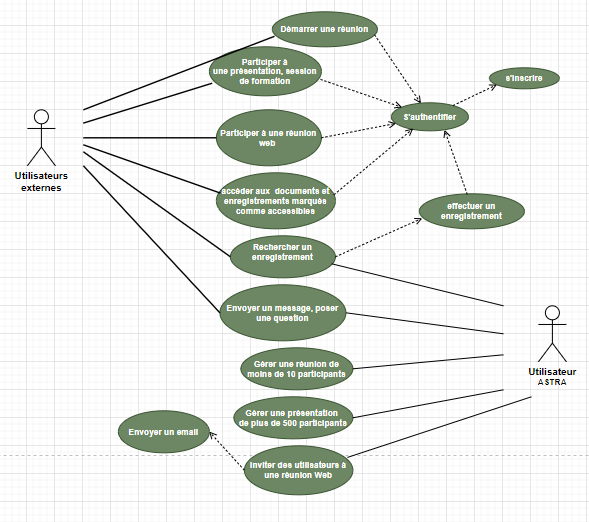 Démarrer une réunion
Participer à
une présentation, session
de formation
s'inscrire
S'authentifier
Participer à une réunion
web
Utilisateurs
externes
accéder aux documents et
enregistrements marqués
comme accessibles
effectuer un
enregistrement
Rechercher un
enregistrement
Envoyer un message, poser
une question
Gérer une réunion de
moins de 10 participants
Utilisateur
ASTRA
Gérer une présentation
de plus de 500 participants
Envoyer un email
Inviter des utilisateurs à
une réunion Web